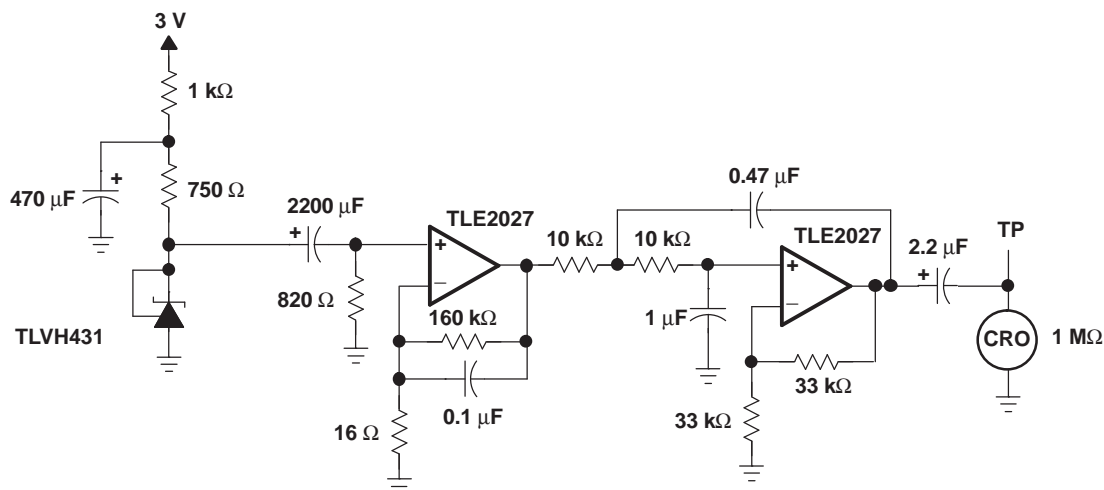 3 V
1 kΩ
470 μF
+
750 Ω
2200 μF
+
TLE2027
0.47 μF
10 kΩ
10 kΩ
TLE2027
2.2 μF
TP
+
+
+
820 Ω
−
−
160 kΩ
1 μF
TLVH431
CRO
1 MΩ
33 kΩ
0.1 μF
16 Ω
33 kΩ